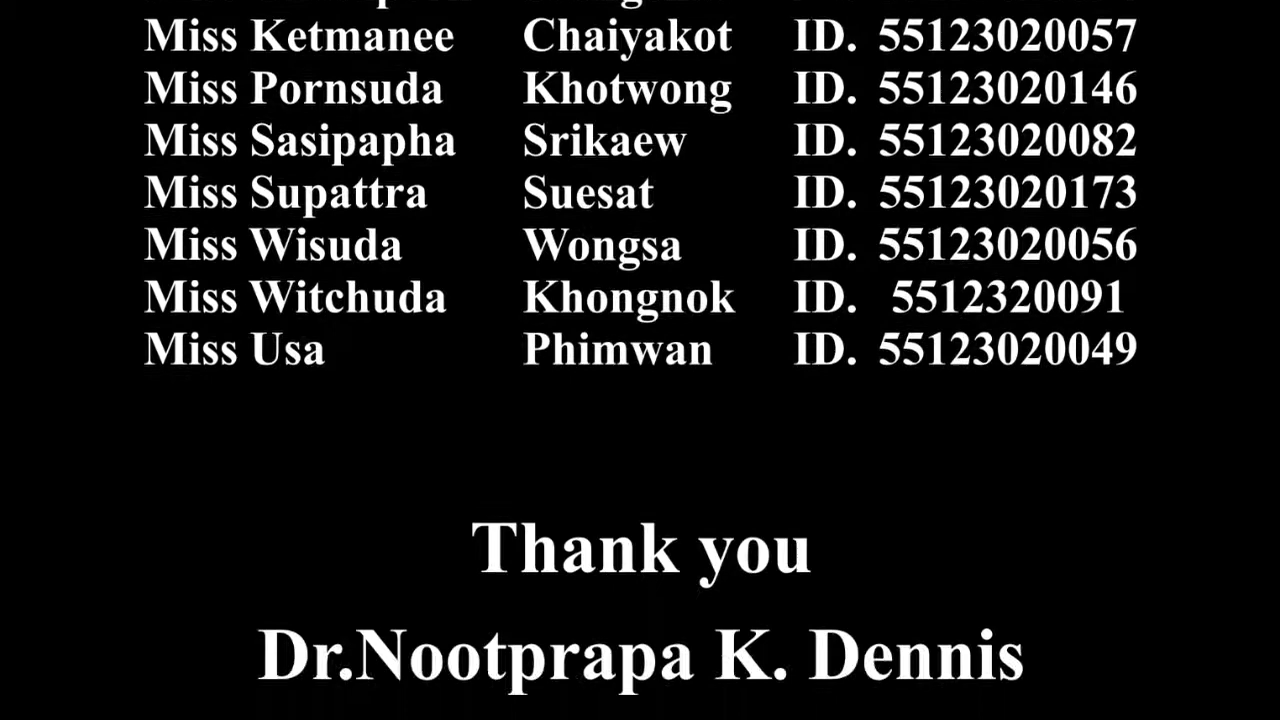 Miss Ketmanee Chaiyakot ID. 55123020057
Miss Pornsuda Khotwong ID. 55123020146
Miss Sasipapha Srikaew ID. 55123020082
Miss Supattra Suesat ID. 55123020173
Miss Wisuda Wongsa ID. 55123020056
Miss Witchuda Khongnok ID. 5512320091
Miss Usa Phimwan ID. 55123020049
Thank you
Dr.Nootprapa K. Dennis